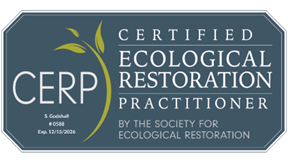 CERP
S. Godshall
# 0588
Exp. 12/15/2026
CERTIFIED
ECOLOGICAL
RESTORATION
PRACTITIONER
BY THE SOCIETY FOR
ECOLOGICAL RESTORATION